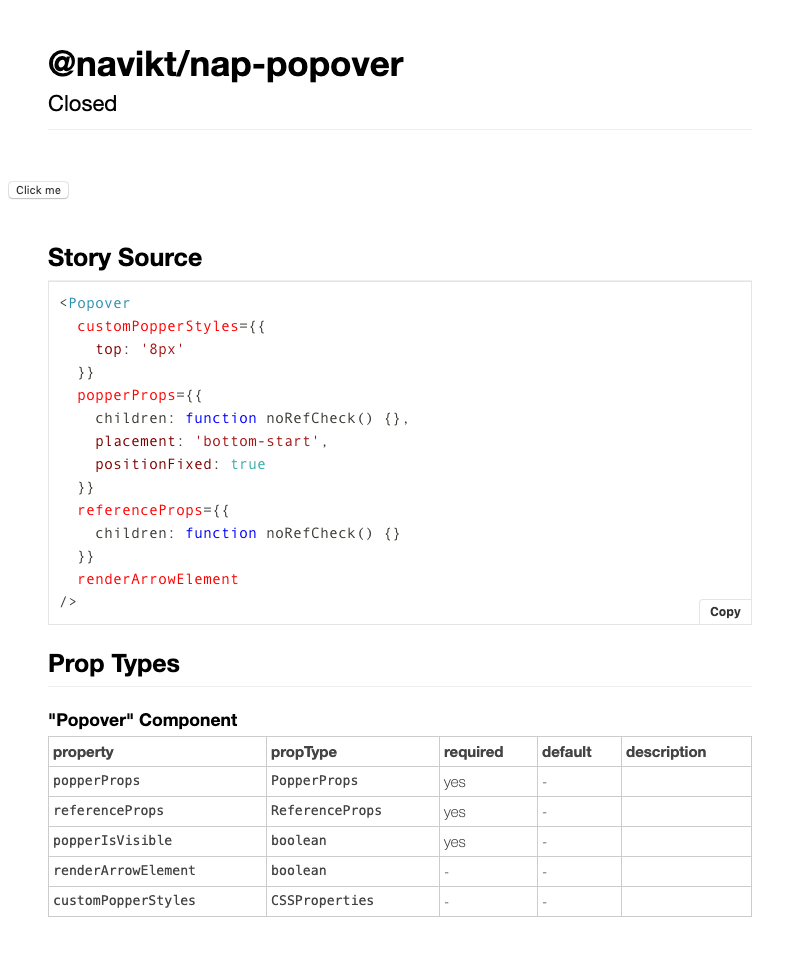 @navikt/nap-popover
Closed
Click me
Story Source
<Popover
  customPopperStyles={{
    top: '8px'
  }}
  popperProps={{
    children: function noRefCheck() {},
    placement: 'bottom-start',
    positionFixed: true
  }}
  referenceProps={{
    children: function noRefCheck() {}
  }}
  renderArrowElement
/>
Copy
Prop Types
"Popover" Component
property propType required default description
popperProps PopperProps yes -
referenceProps ReferenceProps yes -
popperIsVisible boolean yes -
renderArrowElement boolean - -
customPopperStyles CSSProperties - -